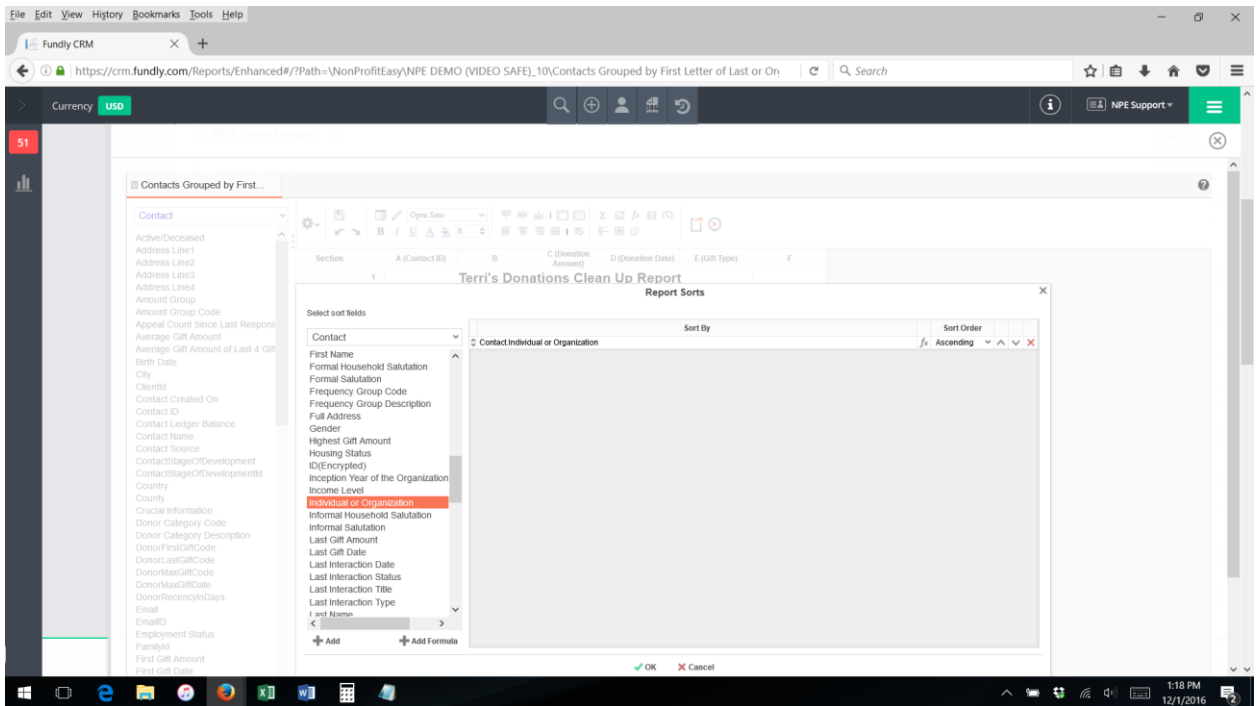 File Edit View History Bookmarks Tools Help
Fundly CRM
https://crm.fundly.com/Reports/Enhanced#/?Path=\NonProfitEasy\NPE DEMO (VIDEO SAFE)_10\Contacts Grouped by First Letter of Last or Or
Search
Currency USD
NPE Support
51
Contacts Grouped by First...
Contact
Open Sans
B I U A
Active/Deceased
Address Line1
Address Line2
Address Line3
Address Line4
Amount Group
Amount Group Code
Appeal Count Since Last Respons
Average Gift Amount
Average Gift Amount of Last 4 Gift
Birth Date
City
ClientId
Contact Created On
Contact ID
Contact Ledger Balance
Contact Name
Contact Source
ContactStageOfDevelopment
ContactStageOfDevelopmentId
Country
County
Crucial Information
Donor Category Code
Donor Category Description
DonorFirstGiftCode
DonorLastGiftCode
DonorMaxGiftCode
DonorMaxGiftDate
DonorRecencyInDays
Email
EmailID
Employment Status
FamilyId
First Gift Amount
First Gift Date
Section A (Contact ID) B C (Donation Amount) D (Donation Date) E (Gift Type) F
1 Terri's Donations Clean Up Report
Report Sorts
Select sort fields
Contact
First Name
Formal Household Salutation
Formal Salutation
Frequency Group Code
Frequency Group Description
Full Address
Gender
Highest Gift Amount
Housing Status
ID(Encrypted)
Inception Year of the Organization
Income Level
Individual or Organization
Informal Household Salutation
Informal Salutation
Last Gift Amount
Last Gift Date
Last Interaction Date
Last Interaction Status
Last Interaction Title
Last Interaction Type
Last Name
Add Add Formula
Sort By Sort Order
Contact.Individual or Organization fx Ascending
OK Cancel
1:18 PM
12/1/2016